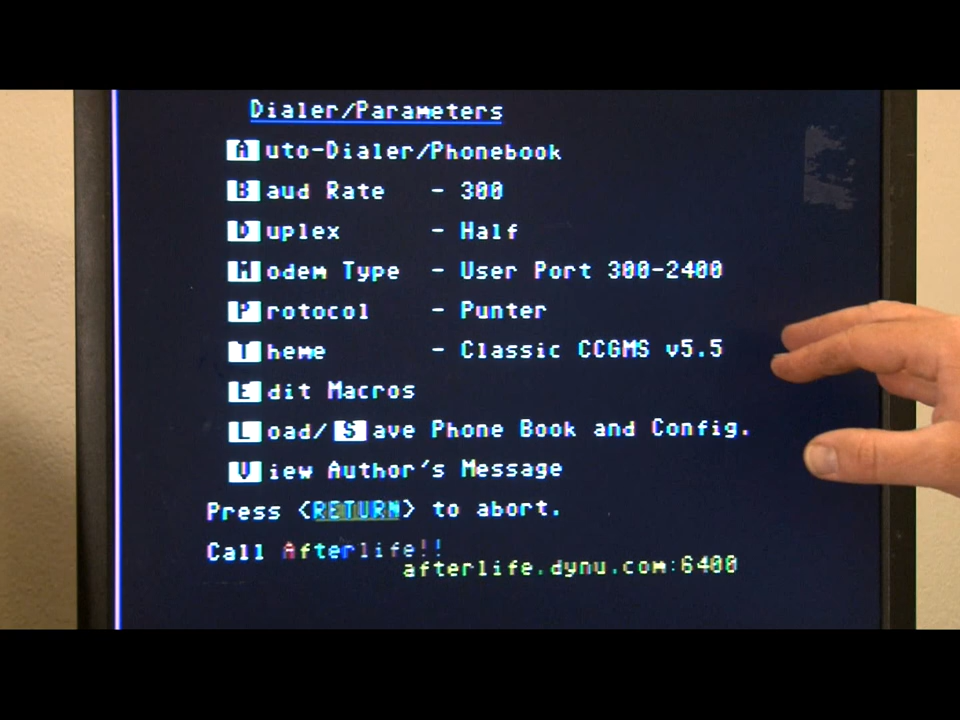 Dialer/Parameters
Auto-Dialer/Phonebook
Baud Rate - 300
Duplex - Half
Modem Type - User Port 300-2400
Protocol - Punter
Theme - Classic CCGMS v5.5
Edit Macros
Load/Save Phone Book and Config.
View Author's Message
Press <RETURN> to abort.
Call Afterlife!!
afterlife.dynu.com:6400